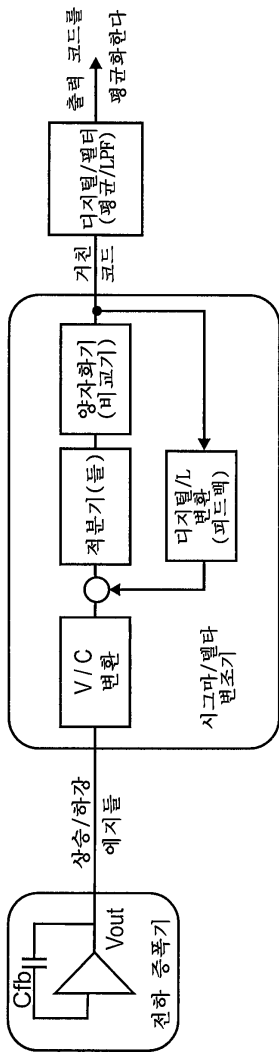 Cfb
Vout
전하 증폭기
상승/하강
에지들
V/C
변환
적분기(들)
양자화기
(비교기)
디지털/L
변환
(피드백)
시그마/델타
변조기
거친
코드
디지털/필터
(평균/LPF)
출력 코드를
평균화한다